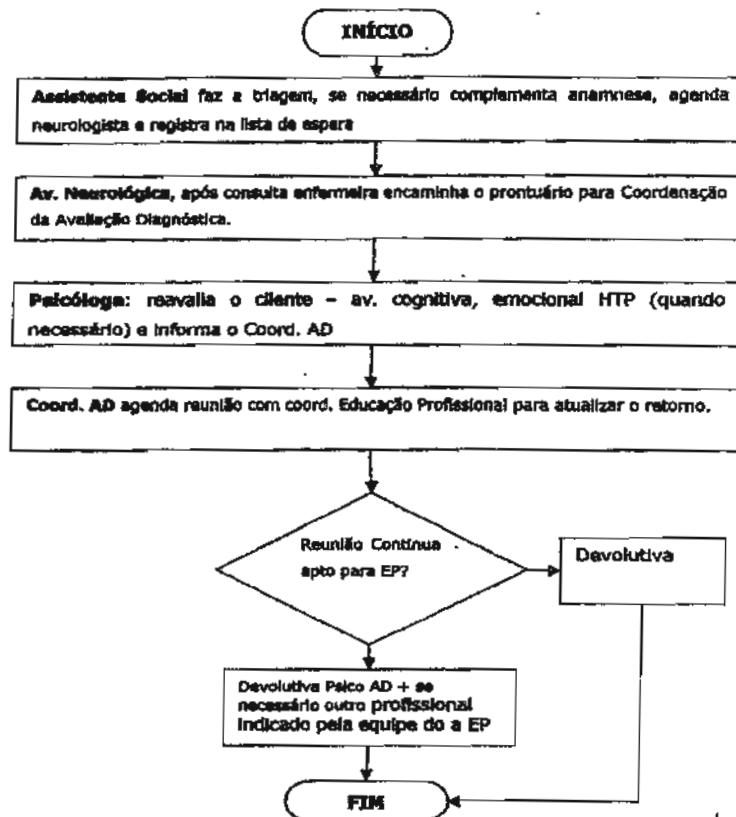 INÍCIO
Assistente Social faz a triagem, se necessário complementa anamnese, agenda
neurologista e registra na lista de espera
Av. Neurológica, após consulta enfermeira encaminha o prontuário para Coordenação
da Avaliação Diagnóstica.
Psicóloga: reavalia o cliente – av. cognitiva, emocional HTP (quando
necessário) e informa o Coord. AD
Coord. AD agenda reunião com coord. Educação Profissional para atualizar o retorno.
Reunião Continua
apto para EP?
Devolutiva
Devolutiva Psico AD + se
necessário outro profissional
indicado pela equipe do a EP
FIM